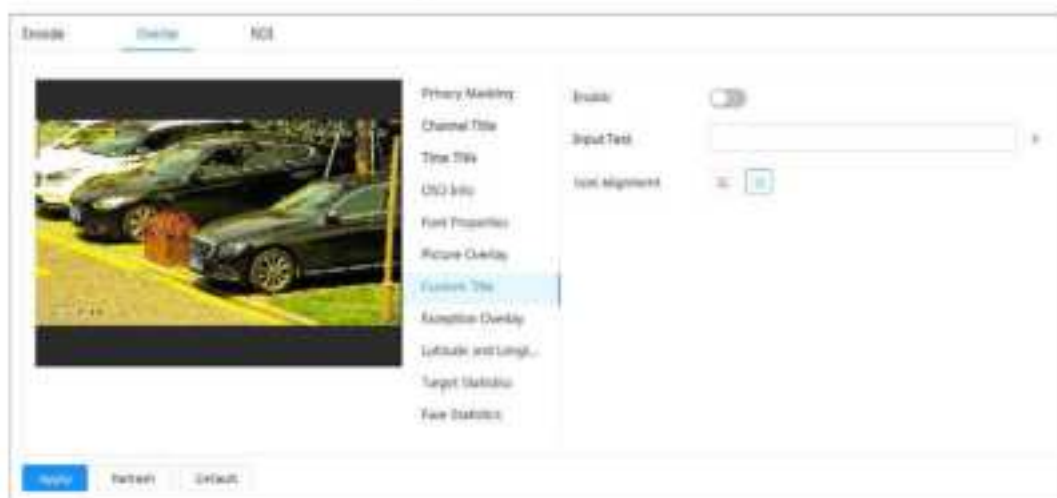 Encode Overlay ROI
Privacy Masking
Channel Title
Time Title
OSD Info
Font Properties
Picture Overlay
Custom Title
Exception Overlay
Latitude and Longi...
Target Statistics
Face Statistics
Enable
Input Text
Text Alignment
Apply Refresh Default